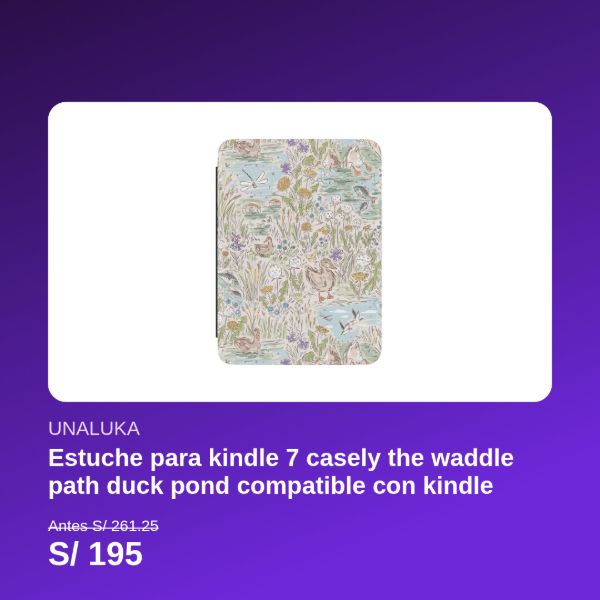 UNALUKA
Estuche para kindle 7 casely the waddle
path duck pond compatible con kindle
Antes S/ 261.25
S/ 195